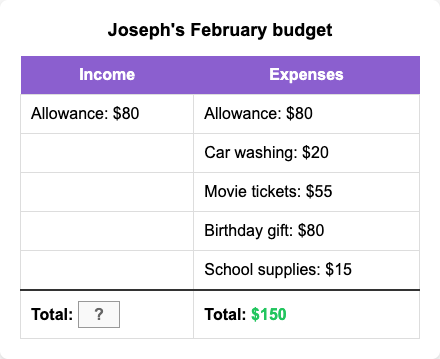 Joseph's February budget
Income Expenses
Allowance: $80 Allowance: $80
Car washing: $20
Movie tickets: $55
Birthday gift: $80
School supplies: $15
Total: ? Total: $150